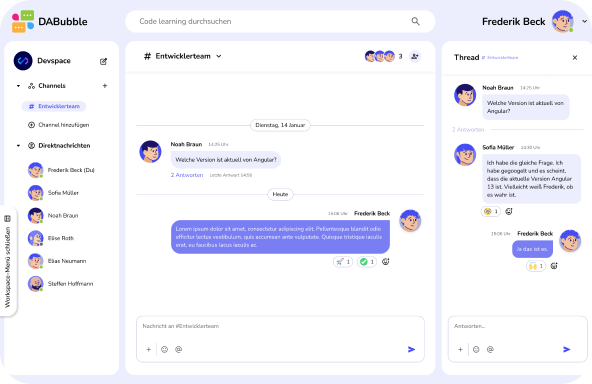 DABubble
Code learning durchsuchen
Frederik Beck
Devspace
Channels
# Entwicklerteam
Channel hinzufügen
Direktnachrichten
Frederik Beck (Du)
Sofia Müller
Noah Braun
Elise Roth
Elias Neumann
Steffen Hoffmann
Workspace-Menü schließen
# Entwicklerteam
3
Dienstag, 14 Januar
Noah Braun 14:25 Uhr
Welche Version ist aktuell von Angular?
2 Antworten Letzte Antwort 14:56
Heute
15:06 Uhr Frederik Beck
Lorem ipsum dolor sit amet, consectetur adipiscing elit. Pellentesque blandit odio
efficitur lectus vestibulum, quis accumsan ante vulputate. Quisque tristique iaculis
erat, eu faucibus lacus iaculis ac.
1
1
Nachricht an #Entwicklerteam
Thread # Entwicklerteam
Noah Braun 14:25 Uhr
Welche Version ist aktuell von
Angular?
2 Antworten
Sofia Müller 14:30 Uhr
Ich habe die gleiche Frage. Ich
habe gegoogelt und es scheint,
dass die aktuelle Version Angular
13 ist. Vielleicht weiß Frederik, ob
es wahr ist.
1
15:06 Uhr Frederik Beck
Ja das ist es.
1
Antworten...